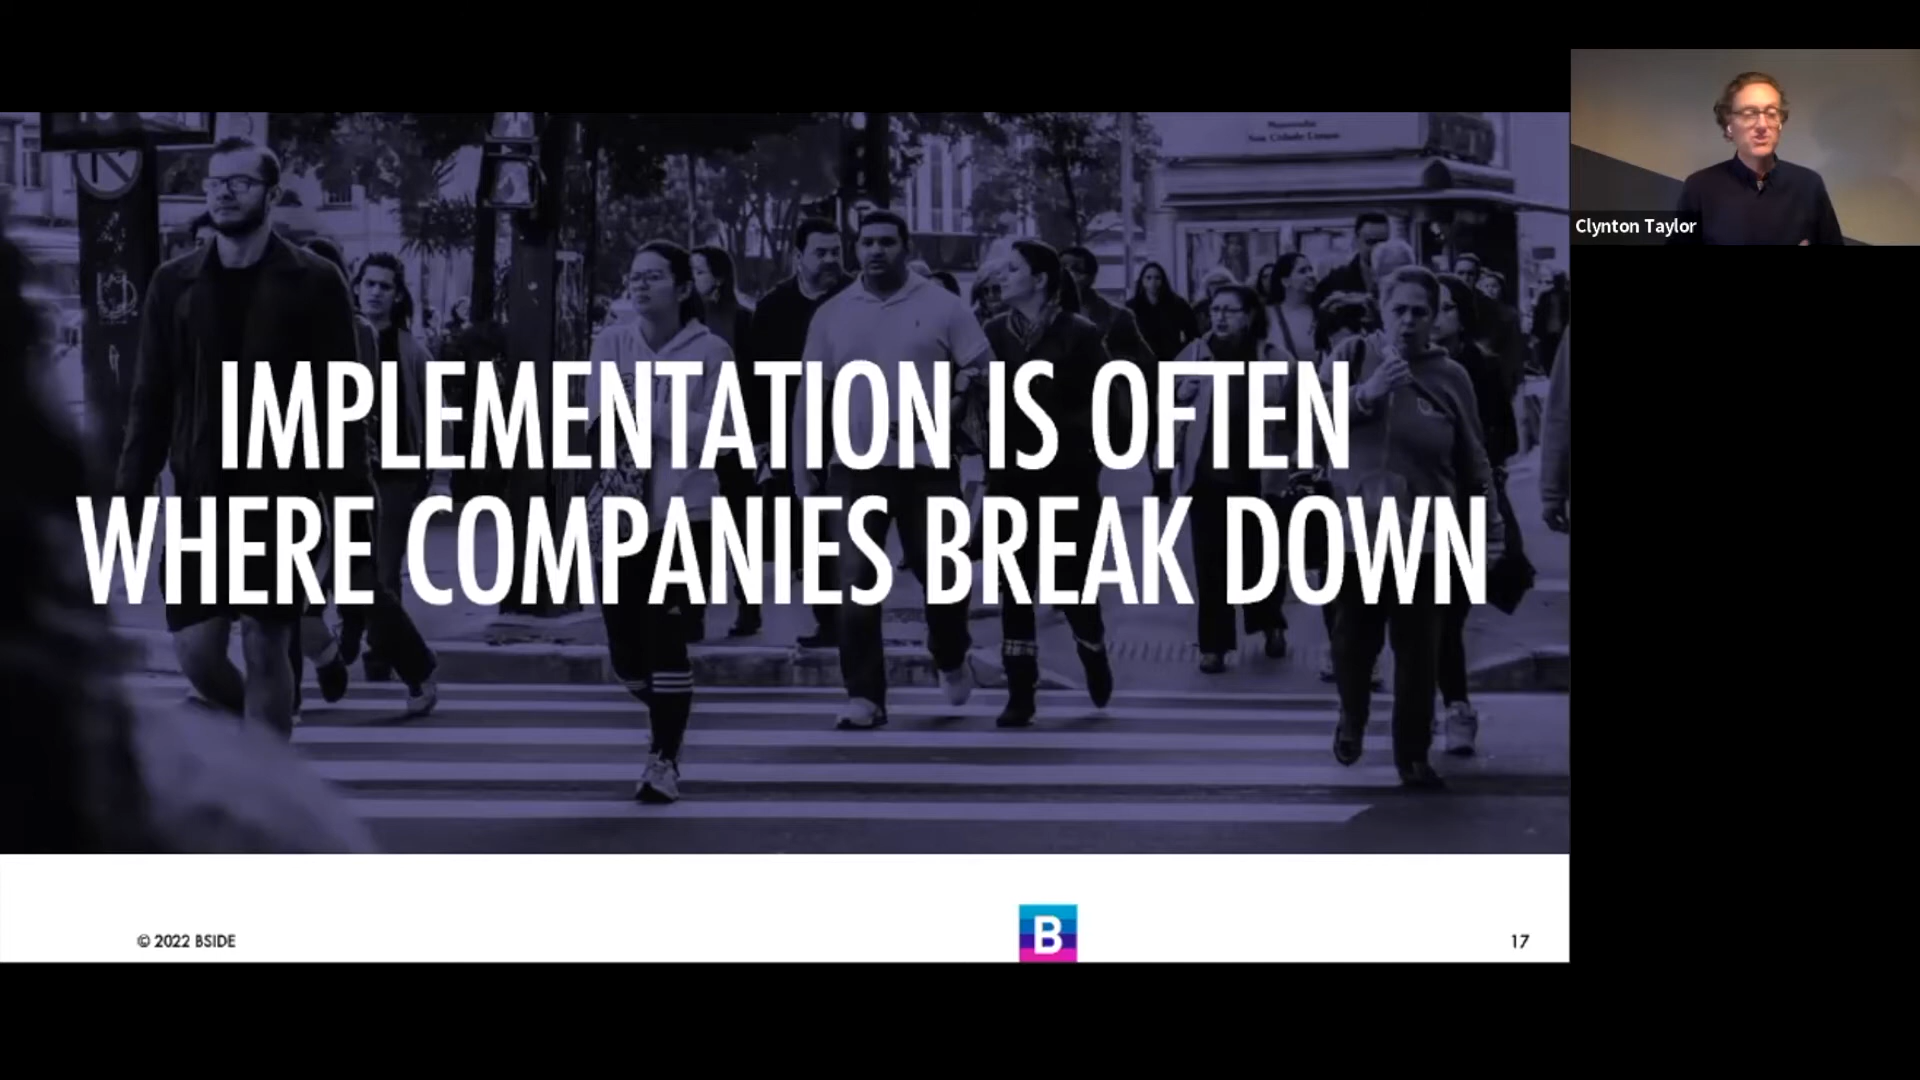 IMPLEMENTATION IS OFTEN
WHERE COMPANIES BREAK DOWN
Clynton Taylor
© 2022 BSIDE
B
17